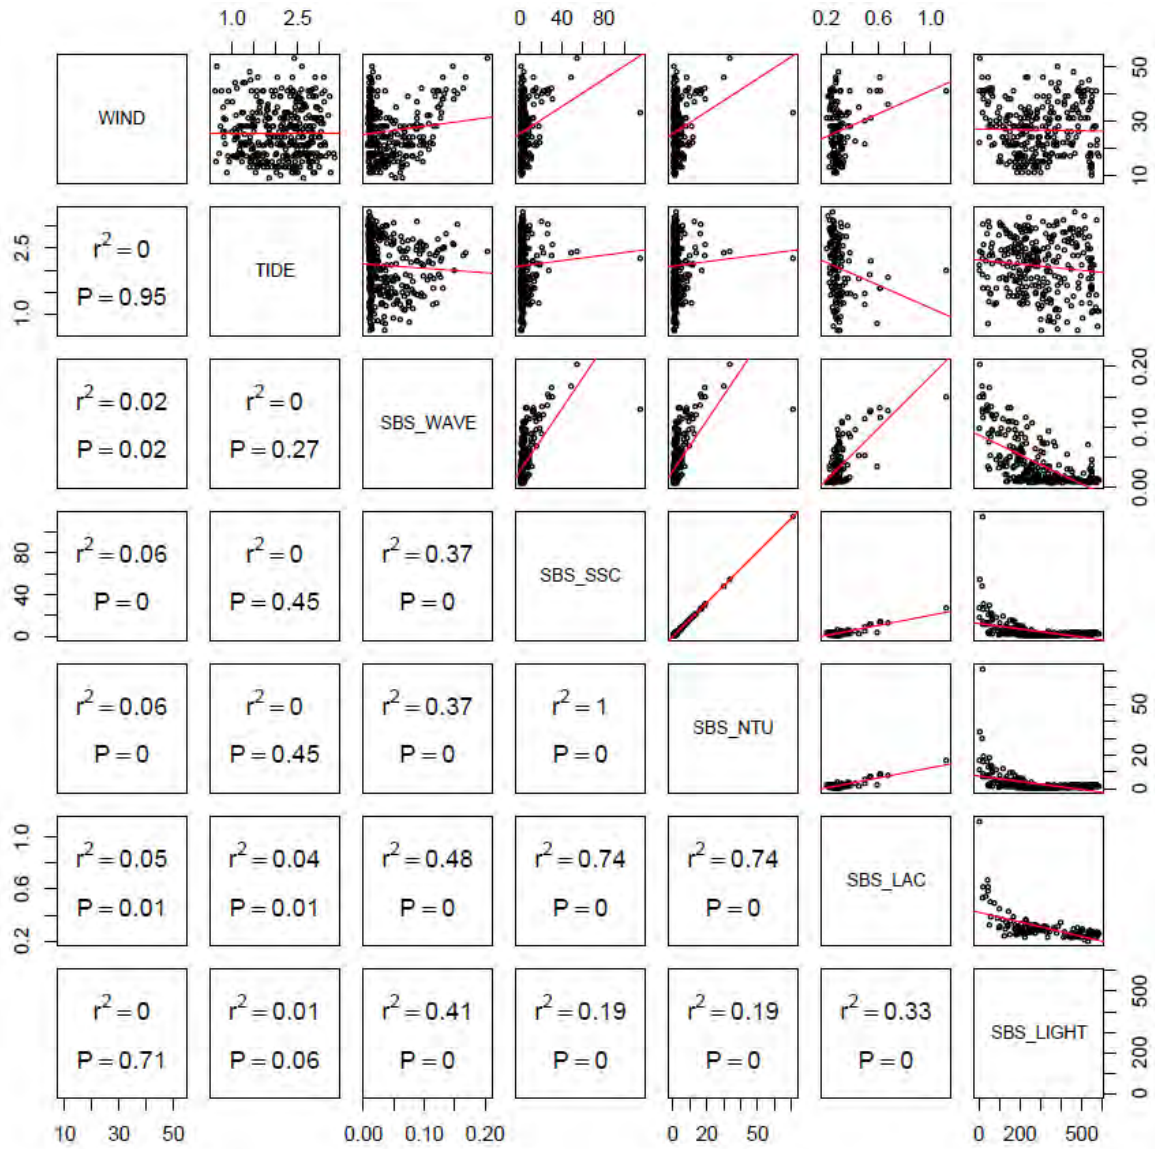 1.0 2.5 0 40 80 0.2 0.6 1.0
WIND
10 30 50
1.0 2.5
r² = 0
P = 0.95
TIDE
r² = 0.02
P = 0.02
r² = 0
P = 0.27
SBS_WAVE
0.00 0.10 0.20
0 40 80
r² = 0.06
P = 0
r² = 0
P = 0.45
r² = 0.37
P = 0
SBS_SSC
r² = 0.06
P = 0
r² = 0
P = 0.45
r² = 0.37
P = 0
r² = 1
P = 0
SBS_NTU
0 20 50
0.2 0.6 1.0
r² = 0.05
P = 0.01
r² = 0.04
P = 0.01
r² = 0.48
P = 0
r² = 0.74
P = 0
r² = 0.74
P = 0
SBS_LAC
r² = 0
P = 0.71
r² = 0.01
P = 0.06
r² = 0.41
P = 0
r² = 0.19
P = 0
r² = 0.19
P = 0
r² = 0.33
P = 0
SBS_LIGHT
0 200 500
10 30 50 0.00 0.10 0.20 0 20 50 0 200 500